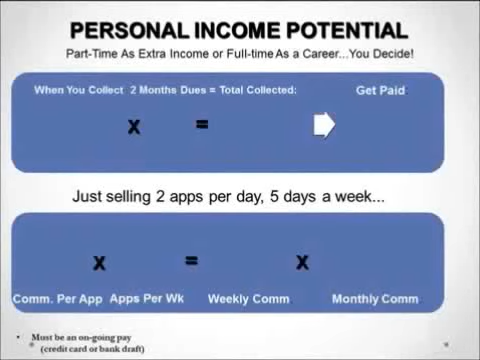 PERSONAL INCOME POTENTIAL
Part-Time As Extra Income or Full-time As a Career...You Decide!
When You Collect 2 Months Dues = Total Collected: Get Paid:
x =
Just selling 2 apps per day, 5 days a week...
x = x
Comm. Per App Apps Per Wk Weekly Comm Monthly Comm
• Must be an on-going pay
(credit card or bank draft)